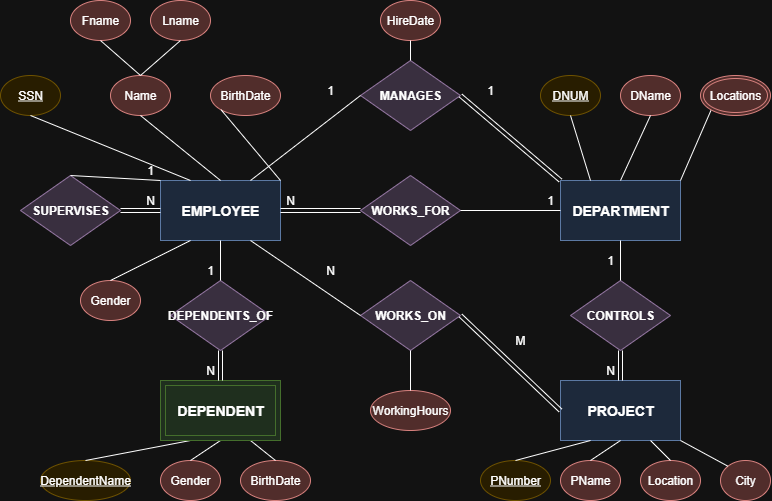 Fname
Lname
HireDate
SSN
Name
BirthDate
1
MANAGES
1
DNUM
DName
Locations
1
SUPERVISES
N
EMPLOYEE
N
WORKS_FOR
1
DEPARTMENT
Gender
1
N
1
DEPENDENTS_OF
WORKS_ON
CONTROLS
M
N
N
DEPENDENT
WorkingHours
PROJECT
DependentName
Gender
BirthDate
PNumber
PName
Location
City